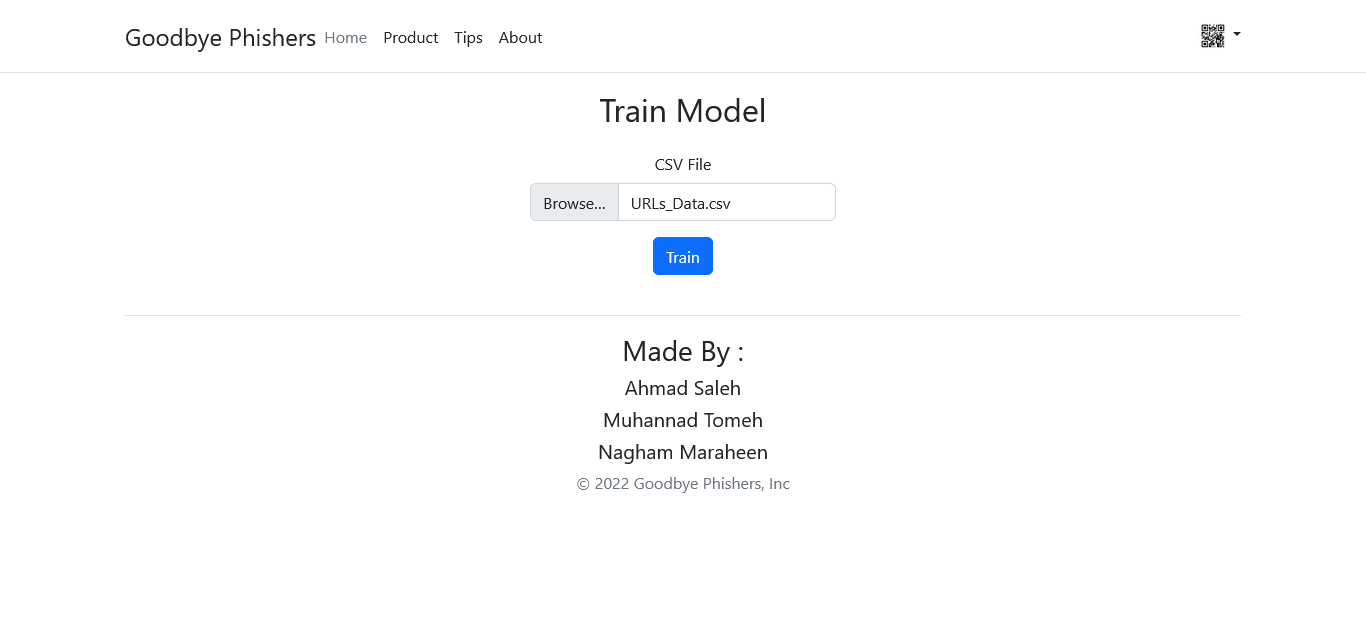 Goodbye Phishers Home Product Tips About
Train Model
CSV File
Browse... URLs_Data.csv
Train
Made By :
Ahmad Saleh
Muhannad Tomeh
Nagham Maraheen
© 2022 Goodbye Phishers, Inc